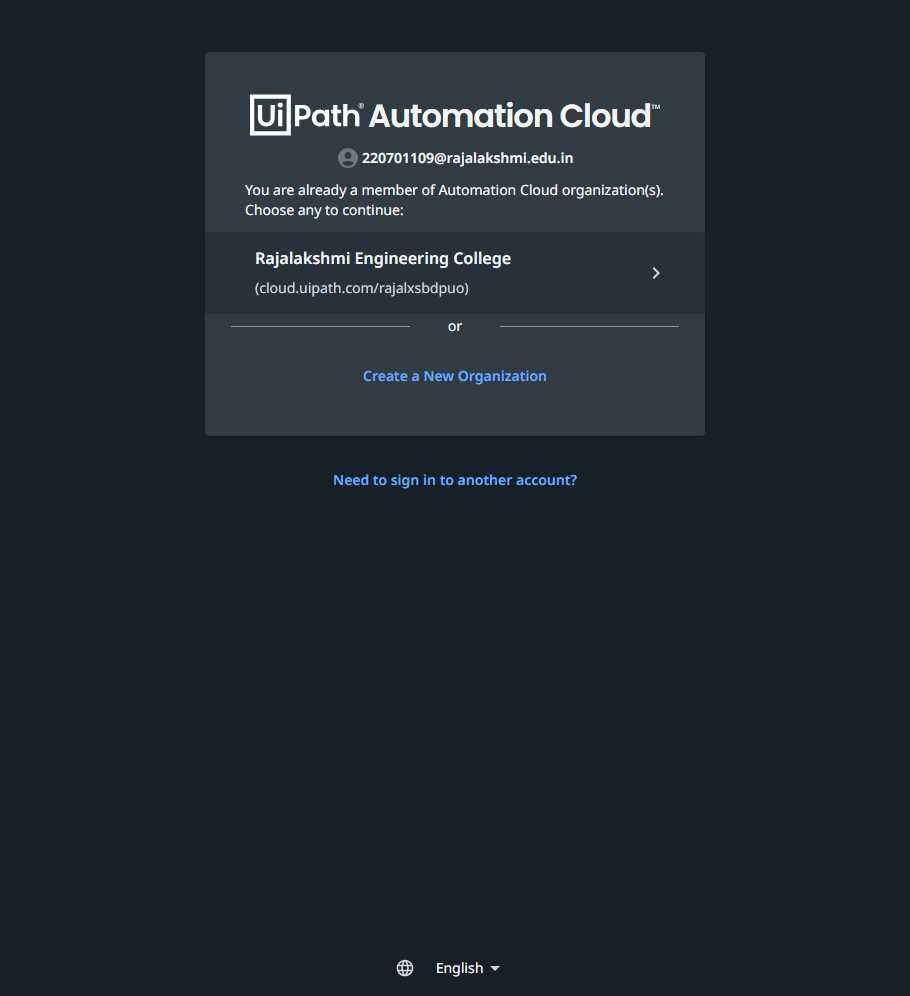 UiPath® Automation Cloud™
220701109@rajalakshmi.edu.in
You are already a member of Automation Cloud organization(s).
Choose any to continue:
Rajalakshmi Engineering College
(cloud.uipath.com/rajalxsbdpuo)
or
Create a New Organization
Need to sign in to another account?
English